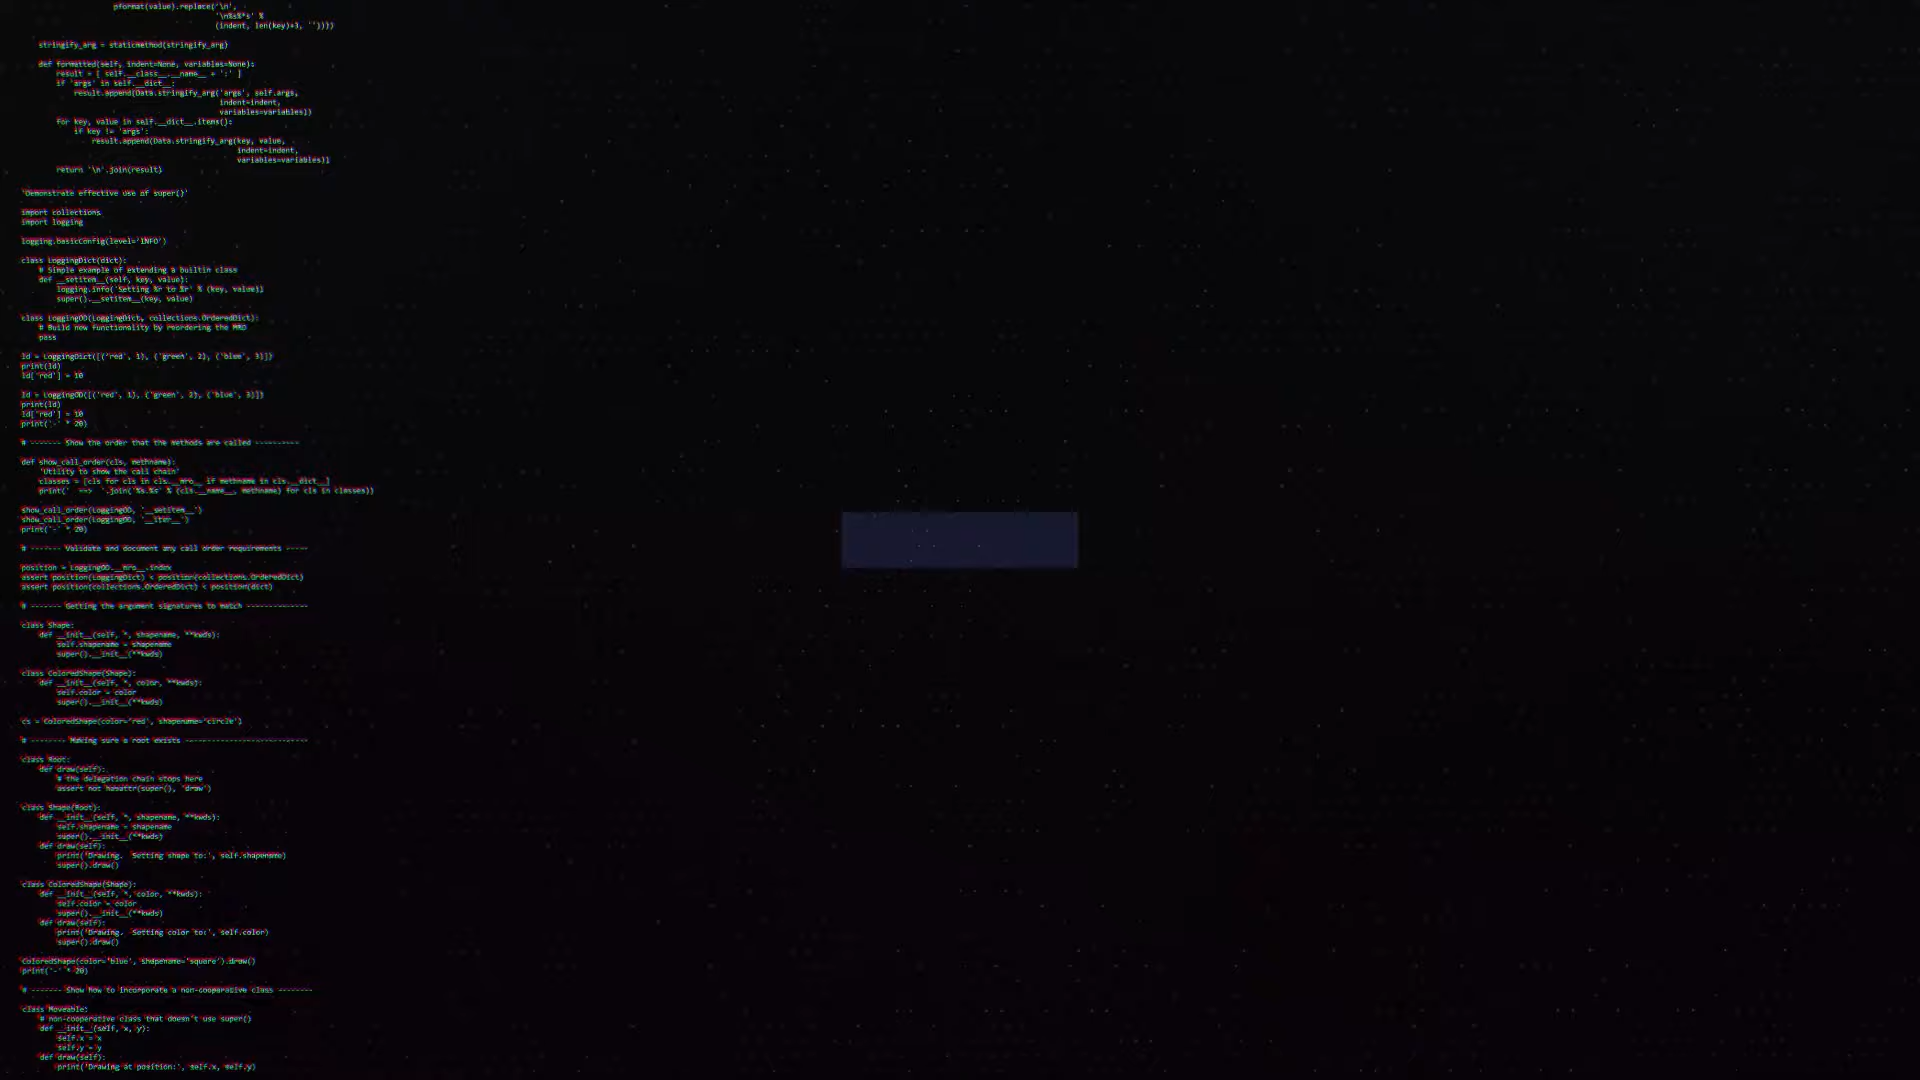 pformat(value).replace('\n',
'\n%s%*s' %
(indent, len(key)+3, ''))))
stringify_arg = staticmethod(stringify_arg)
def formatted(self, indent=None, variables=None):
result = [ self.__class__.__name__ + ':' ]
if 'args' in self.__dict__:
result.append(Data.stringify_arg('args', self.args,
indent=indent,
variables=variables))
for key, value in self.__dict__.items():
if key != 'args':
result.append(Data.stringify_arg(key, value,
indent=indent,
variables=variables))
return '\n'.join(result)
'Demonstrate effective use of super()'
import collections
import logging
logging.basicConfig(level='INFO')
class LoggingDict(dict):
# Simple example of extending a builtin class
def __setitem__(self, key, value):
logging.info('Setting %r to %r' % (key, value))
super().__setitem__(key, value)
class LoggingOD(LoggingDict, collections.OrderedDict):
# Build new functionality by reordering the MRO
pass
ld = LoggingDict([('red', 1), ('green', 2), ('blue', 3)])
print(ld)
ld['red'] = 10
ld = LoggingOD([('red', 1), ('green', 2), ('blue', 3)])
print(ld)
ld['red'] = 10
print('-' * 20)
# ------- Show the order that the methods are called ----------
def show_call_order(cls, methname):
'Utility to show the call chain'
classes = [cls for cls in cls.__mro__ if methname in cls.__dict__]
print('  ==>  '.join('%s.%s' % (cls.__name__, methname) for cls in classes))
show_call_order(LoggingOD, '__setitem__')
show_call_order(LoggingOD, '__iter__')
print('-' * 20)
# ------- Validate and document any call order requirements -----
position = LoggingOD.__mro__.index
assert position(LoggingDict) < position(collections.OrderedDict)
assert position(collections.OrderedDict) < position(dict)
# ------- Getting the argument signatures to match --------------
class Shape:
def __init__(self, *, shapename, **kwds):
self.shapename = shapename
super().__init__(**kwds)
class ColoredShape(Shape):
def __init__(self, *, color, **kwds):
self.color = color
super().__init__(**kwds)
cs = ColoredShape(color='red', shapename='circle')
# -------- Making sure a root exists ----------------------------
class Root:
def draw(self):
# the delegation chain stops here
assert not hasattr(super(), 'draw')
class Shape(Root):
def __init__(self, *, shapename, **kwds):
self.shapename = shapename
super().__init__(**kwds)
def draw(self):
print('Drawing.  Setting shape to:', self.shapename)
super().draw()
class ColoredShape(Shape):
def __init__(self, *, color, **kwds):
self.color = color
super().__init__(**kwds)
def draw(self):
print('Drawing.  Setting color to:', self.color)
super().draw()
ColoredShape(color='blue', shapename='square').draw()
print('-' * 20)
# ------- Show how to incorporate a non-cooperative class --------
class Moveable:
# non-cooperative class that doesn't use super()
def __init__(self, x, y):
self.x = x
self.y = y
def draw(self):
print('Drawing at position:', self.x, self.y)